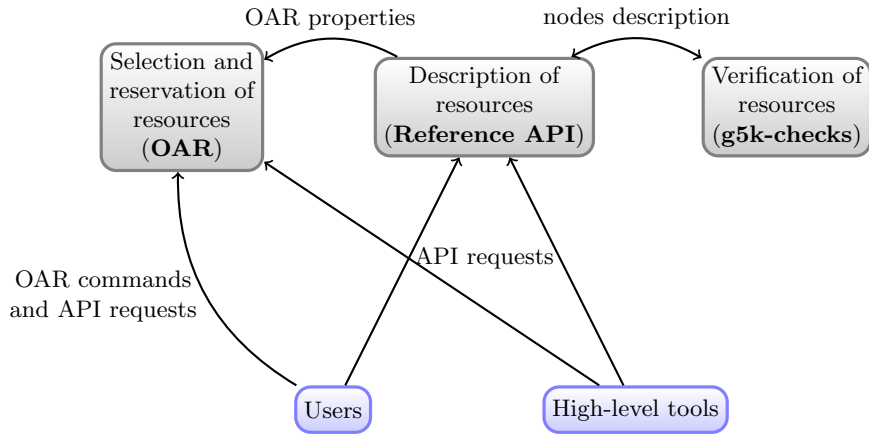 OAR properties
nodes description
Selection and
reservation of
resources
(OAR)
Description of
resources
(Reference API)
Verification of
resources
(g5k-checks)
API requests
OAR commands
and API requests
Users
High-level tools